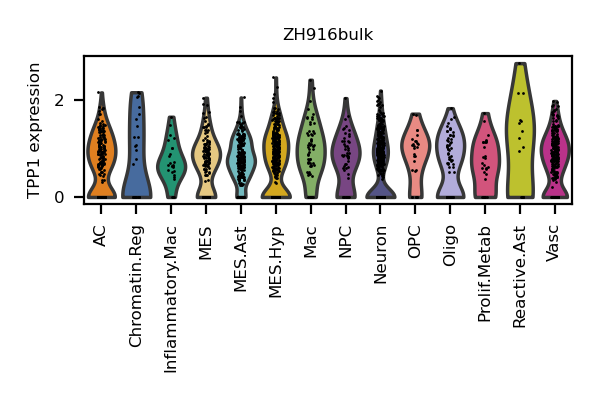 ZH916bulk
TPP1 expression
2
0
AC
Chromatin.Reg
Inflammatory.Mac
MES
MES.Ast
MES.Hyp
Mac
NPC
Neuron
OPC
Oligo
Prolif.Metab
Reactive.Ast
Vasc